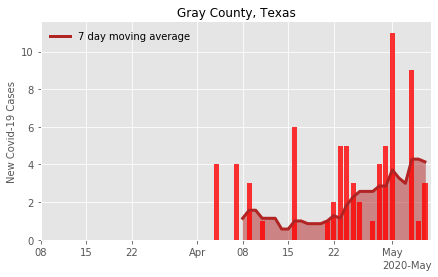 Gray County, Texas
7 day moving average
New Covid-19 Cases
10
8
6
4
2
0
08 15 22 Apr 08 15 22 May
2020-May